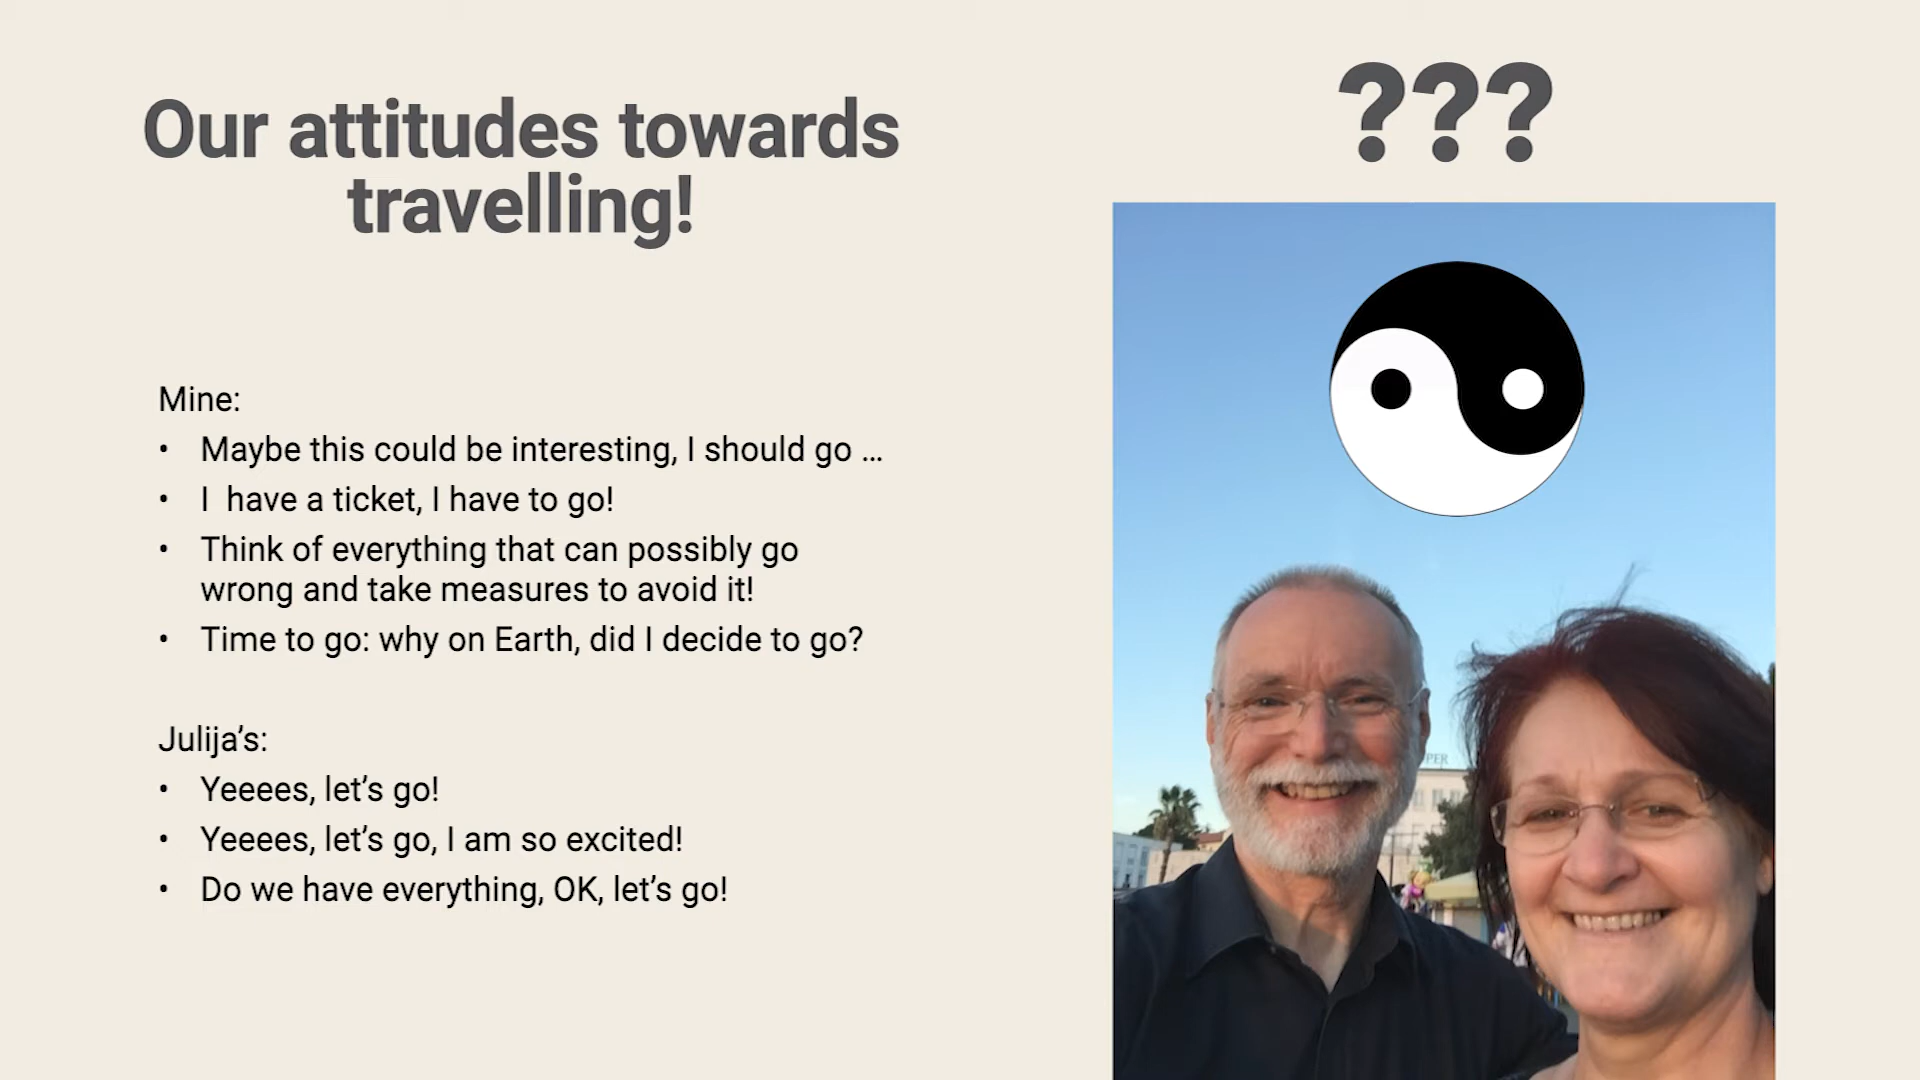 Our attitudes towards
travelling!
???
Mine:
• Maybe this could be interesting, I should go ...
• I  have a ticket, I have to go!
• Think of everything that can possibly go
wrong and take measures to avoid it!
• Time to go: why on Earth, did I decide to go?
Julija’s:
• Yeeees, let’s go!
• Yeeees, let’s go, I am so excited!
• Do we have everything, OK, let’s go!
PER